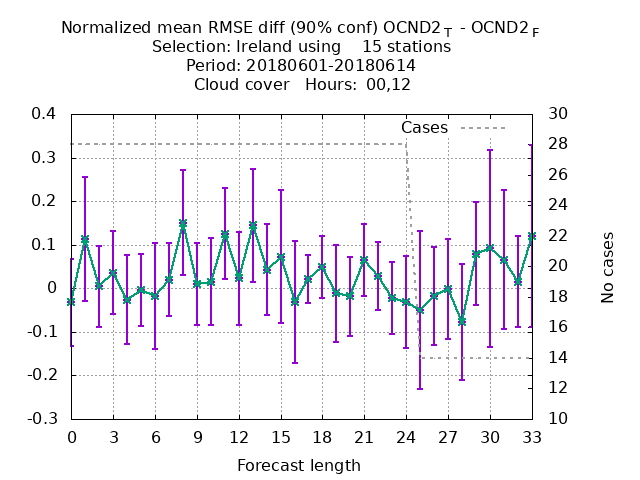 Normalized mean RMSE diff (90% conf) OCND2 T - OCND2 F
Selection: Ireland using 15 stations
Period: 20180601-20180614
Cloud cover Hours: 00,12
Cases
0.4
0.3
0.2
0.1
0
-0.1
-0.2
-0.3
30
28
26
24
22
20
18
16
14
12
10
No cases
0 3 6 9 12 15 18 21 24 27 30 33
Forecast length